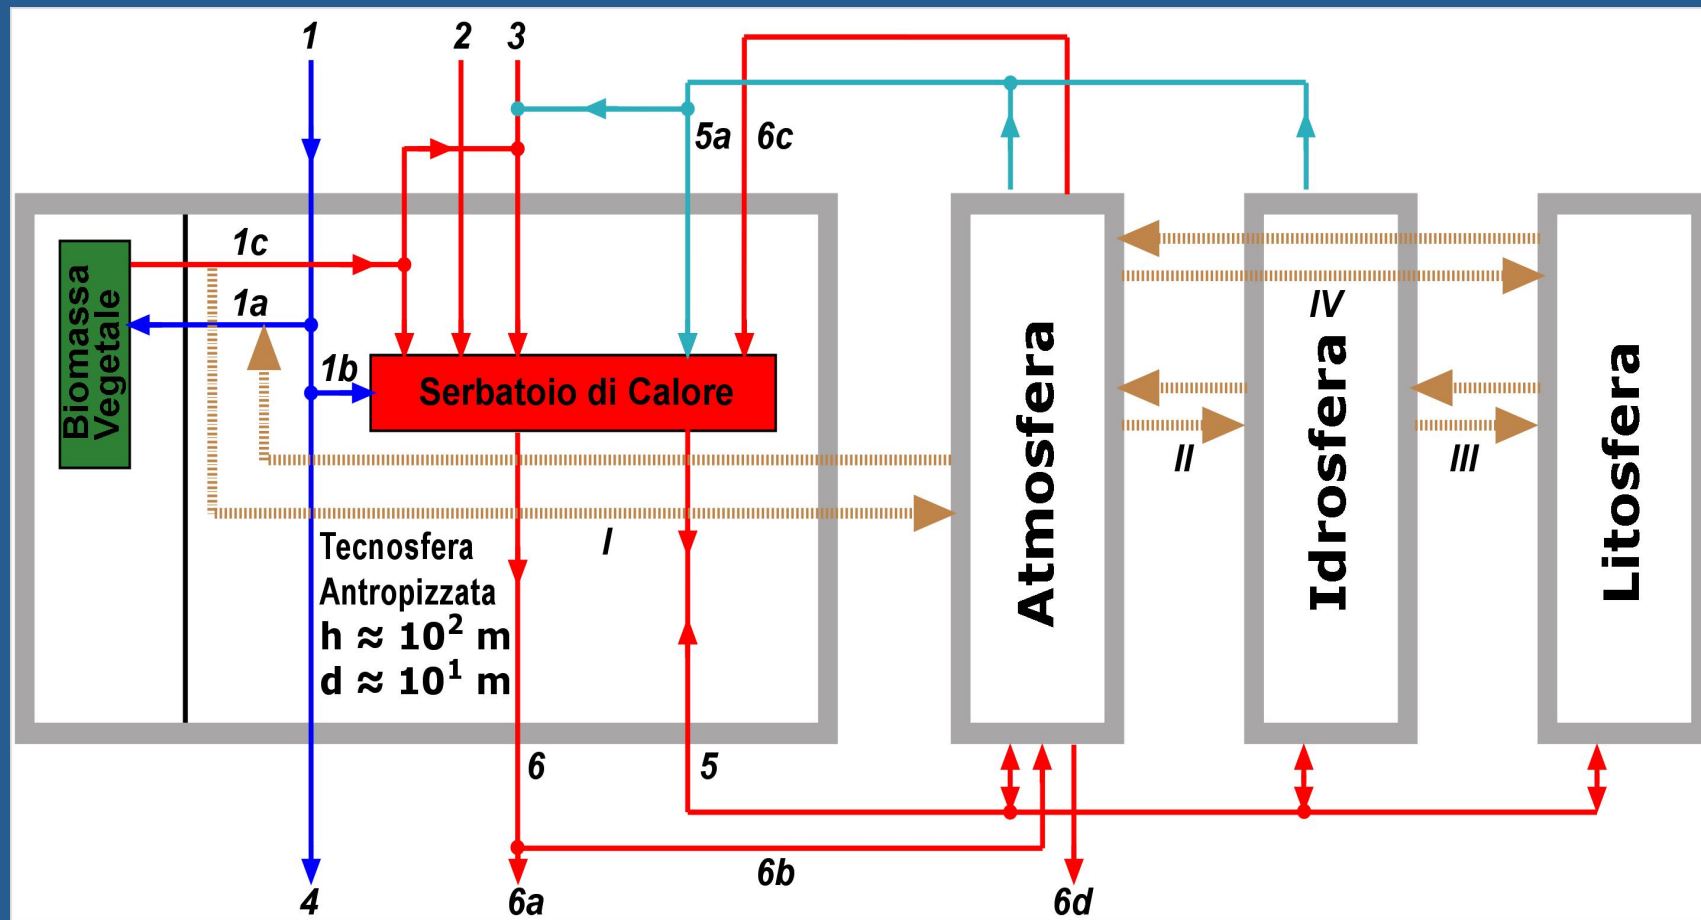 1
2
3
5a
6c
1c
1a
1b
Biomassa
Vegetale
Serbatoio di Calore
Atmosfera
Idrosfera
Litosfera
IV
II
III
I
Tecnosfera
Antropizzata
h ≈ 10² m
d ≈ 10¹ m
6
5
4
6a
6b
6d